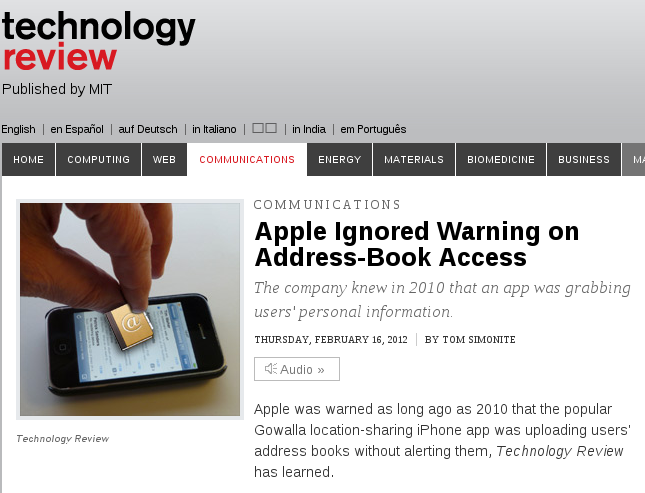 technology
review
Published by MIT
English | en Español | auf Deutsch | in Italiano | □□ | in India | em Português
HOME COMPUTING WEB COMMUNICATIONS ENERGY MATERIALS BIOMEDICINE BUSINESS
COMMUNICATIONS
Apple Ignored Warning on
Address-Book Access
The company knew in 2010 that an app was grabbing
users' personal information.
THURSDAY, FEBRUARY 16, 2012 | BY TOM SIMONITE
Audio »
@
Technology Review
Apple was warned as long ago as 2010 that the popular
Gowalla location-sharing iPhone app was uploading users'
address books without alerting them, Technology Review
has learned.